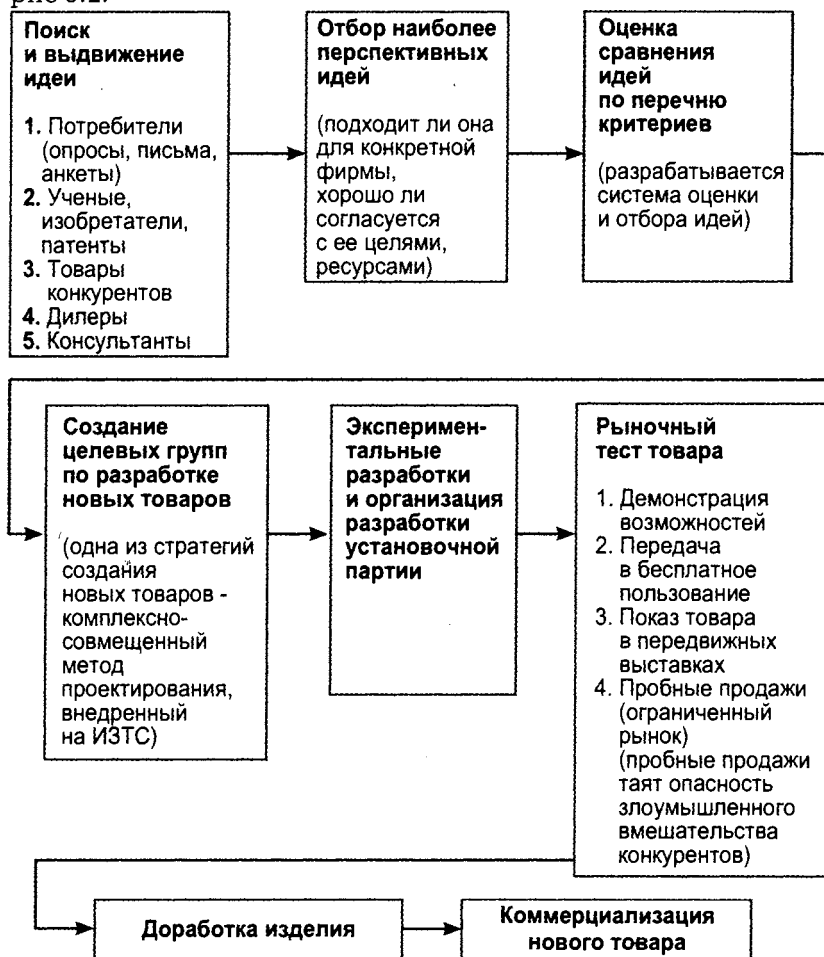 Поиск
и выдвижение
идеи
1. Потребители
(опросы, письма,
анкеты)
2. Ученые,
изобретатели,
патенты
3. Товары
конкурентов
4. Дилеры
5. Консультанты
Отбор наиболее
перспективных
идей
(подходит ли она
для конкретной
фирмы,
хорошо ли
согласуется
с ее целями,
ресурсами)
Оценка
сравнения
идей
по перечню
критериев
(разрабатывается
система оценки
и отбора идей)
Создание
целевых групп
по разработке
новых товаров
(одна из стратегий
создания
новых товаров -
комплексно-
совмещенный
метод
проектирования,
внедренный
на ИЗТС)
Эксперимен-
тальные
разработки
и организация
разработки
установочной
партии
Рыночный
тест товара
1. Демонстрация
возможностей
2. Передача
в бесплатное
пользование
3. Показ товара
в передвижных
выставках
4. Пробные продажи
(ограниченный
рынок)
(пробные продажи
таят опасность
злоумышленного
вмешательства
конкурентов)
Доработка изделия
Коммерциализация
нового товара